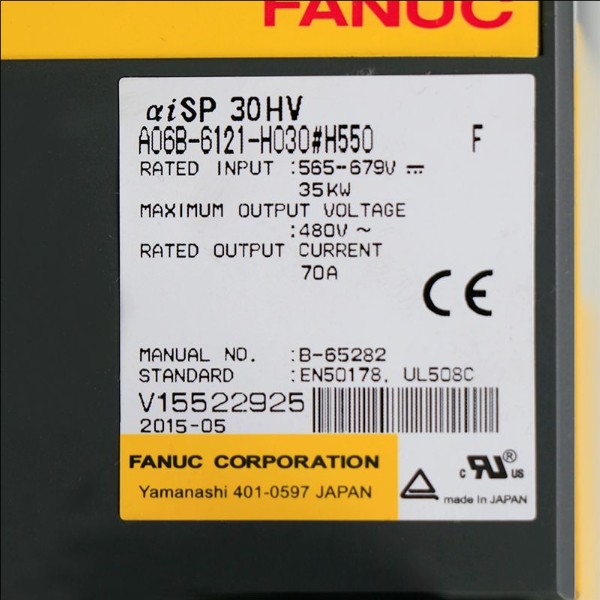 FANUC
αiSP 30HV
A06B-6121-H030#H550 F
RATED INPUT :565-679V ⎓
35KW
MAXIMUM OUTPUT VOLTAGE
:480V ~
RATED OUTPUT CURRENT
70A
CE
MANUAL NO. :B-65282
STANDARD :EN50178, UL508C
V15522925
2015-05
FANUC CORPORATION
Yamanashi 401-0597 JAPAN
c RU® US
made In JAPAN